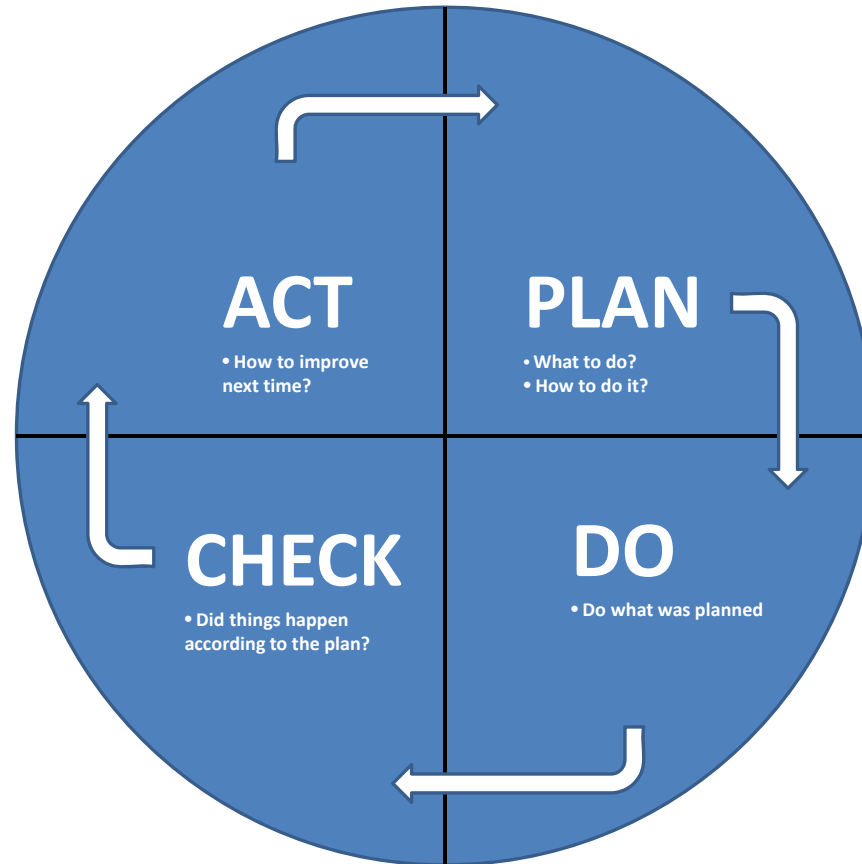 ACT
• How to improve
next time?
PLAN
• What to do?
• How to do it?
CHECK
• Did things happen
according to the plan?
DO
• Do what was planned